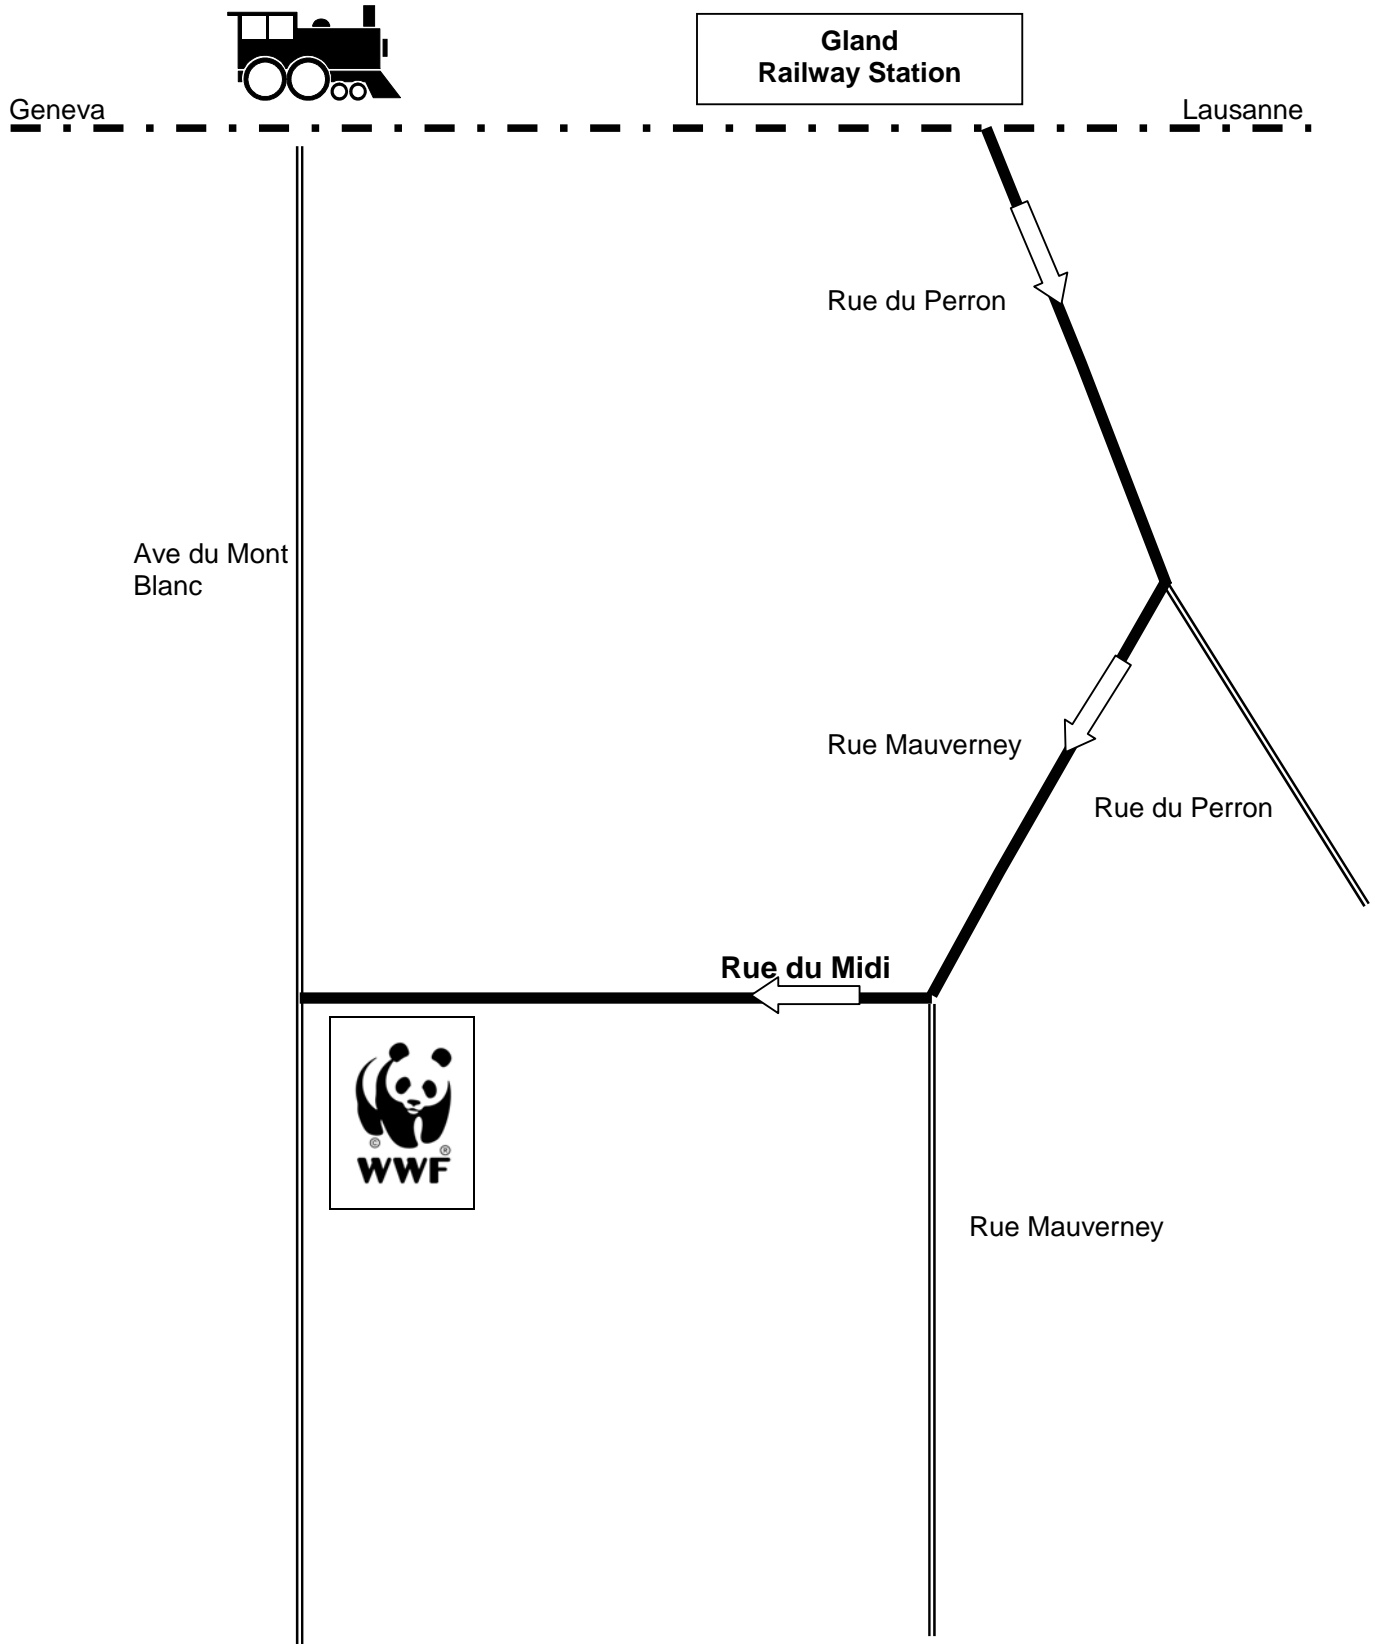 Gland
Railway Station
Geneva
Lausanne
Rue du Perron
Ave du Mont
Blanc
Rue Mauverney
Rue du Perron
Rue du Midi
©
®
WWF
Rue Mauverney